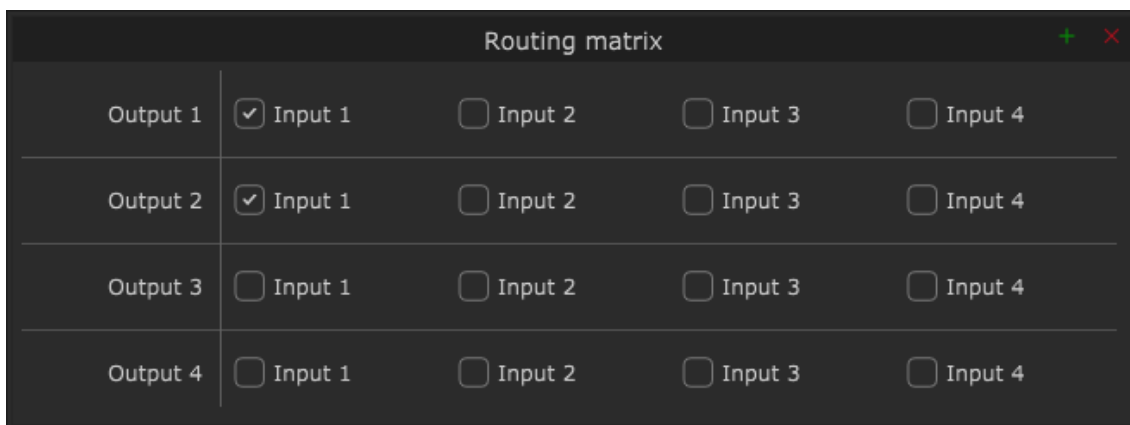 Routing matrix
Output 1 Input 1 Input 2 Input 3 Input 4
Output 2 Input 1 Input 2 Input 3 Input 4
Output 3 Input 1 Input 2 Input 3 Input 4
Output 4 Input 1 Input 2 Input 3 Input 4